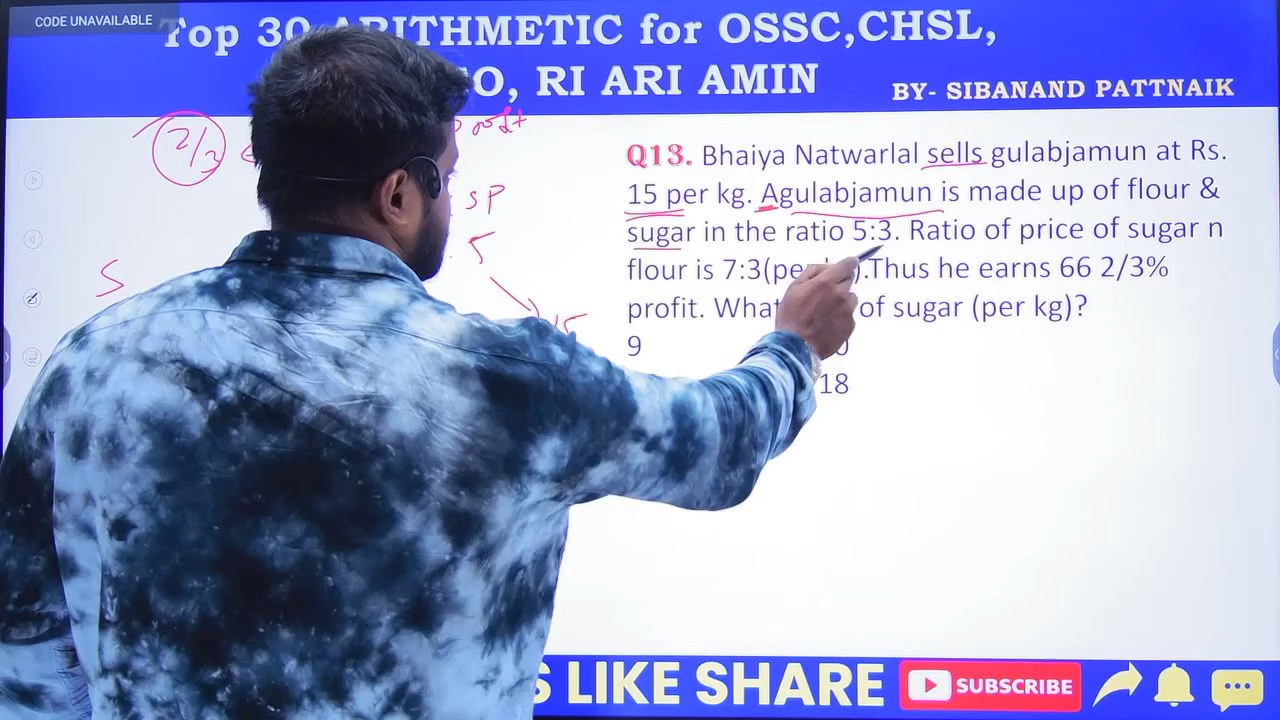 CODE UNAVAILABLE
Top 30 ARITHMETIC for OSSC,CHSL,
O, RI ARI AMIN
BY- SIBANAND PATTNAIK
2/3
SP
5
15
S
Q13. Bhaiya Natwarlal sells gulabjamun at Rs.
15 per kg. Agulabjamun is made up of flour &
sugar in the ratio 5:3. Ratio of price of sugar n
flour is 7:3(pe ).Thus he earns 66 2/3%
profit. What of sugar (per kg)?
9
18
S LIKE SHARE
SUBSCRIBE